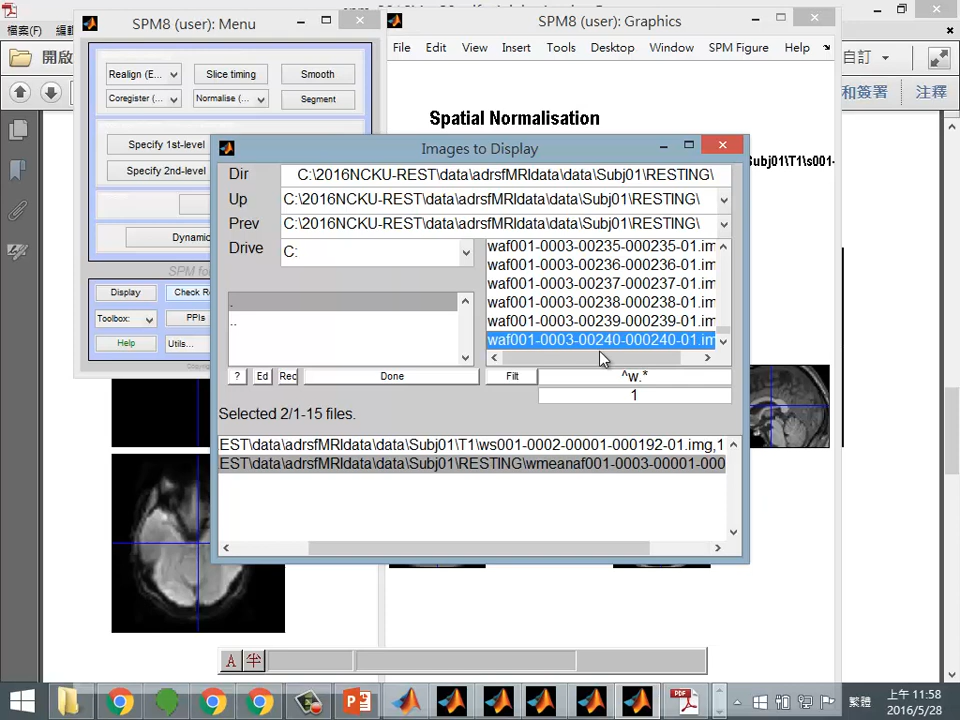 SPM8 (user): Menu
SPM8 (user): Graphics
檔案(F)
File Edit View Insert Tools Desktop Window SPM Figure Help
開啟
自訂
Realign (E... Slice timing Smooth
Coregister (... Normalise (... Segment
和簽署 注釋
Spatial Normalisation
Specify 1st-level
Images to Display
Subj01\T1\s001-
Specify 2nd-level
Dir C:\2016NCKU-REST\data\adrsfMRIdata\data\Subj01\RESTING\
Up C:\2016NCKU-REST\data\adrsfMRIdata\data\Subj01\RESTING\
Prev C:\2016NCKU-REST\data\adrsfMRIdata\data\Subj01\RESTING\
Dynamic
Drive C:
waf001-0003-00235-000235-01.im
waf001-0003-00236-000236-01.im
waf001-0003-00237-000237-01.im
waf001-0003-00238-000238-01.im
waf001-0003-00239-000239-01.im
waf001-0003-00240-000240-01.im
SPM fo
Display Check Re
Toolbox: PPIs
Help Utils...
.
..
? Ed Rec Done Filt ^w.*
1
Selected 2/1-15 files.
EST\data\adrsfMRIdata\data\Subj01\T1\ws001-0002-00001-000192-01.img,1
EST\data\adrsfMRIdata\data\Subj01\RESTING\wmeanaf001-0003-00001-000
A 半
繁體
上午 11:58
2016/5/28